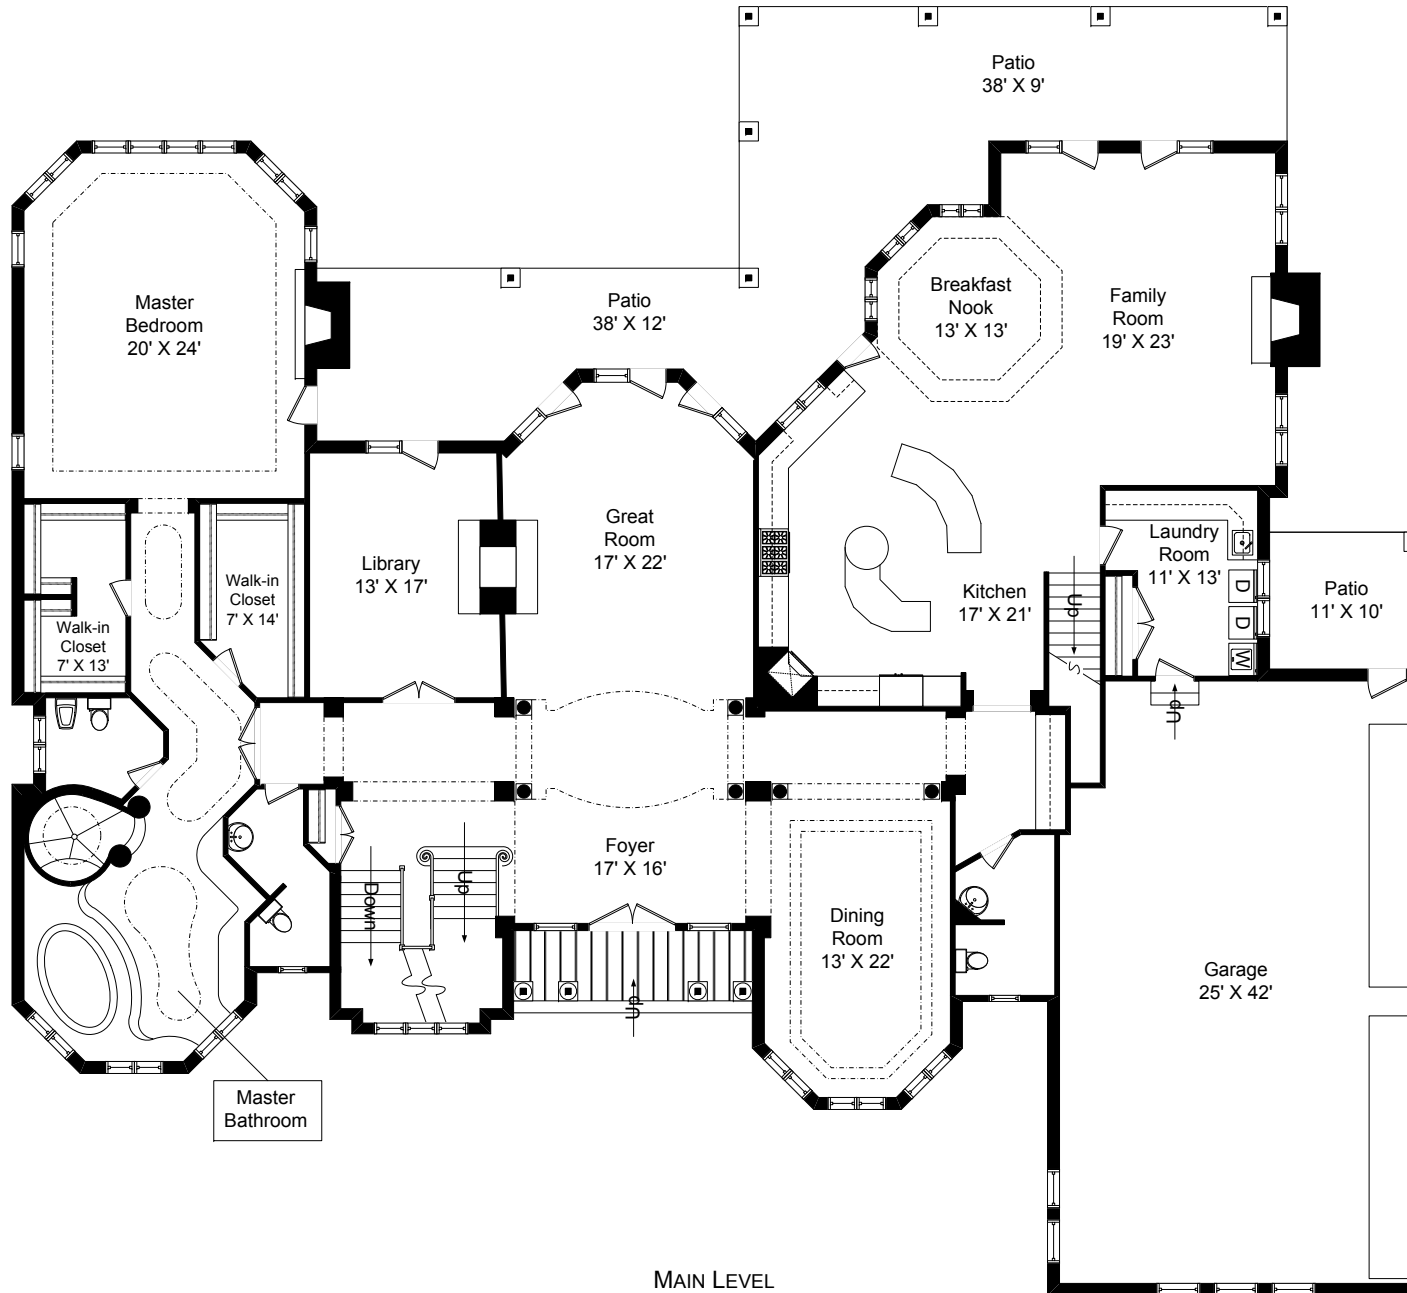 Patio
38' X 9'
Master
Bedroom
20' X 24'
Patio
38' X 12'
Breakfast
Nook
13' X 13'
Family
Room
19' X 23'
Great
Room
17' X 22'
Library
13' X 17'
Walk-in
Closet
7' X 14'
Walk-in
Closet
7' X 13'
Kitchen
17' X 21'
Up
S
Laundry
Room
11' X 13'
D
D
W
Patio
11' X 10'
Up
Foyer
17' X 16'
Down
Up
Up
Dining
Room
13' X 22'
Garage
25' X 42'
Master
Bathroom
MAIN LEVEL